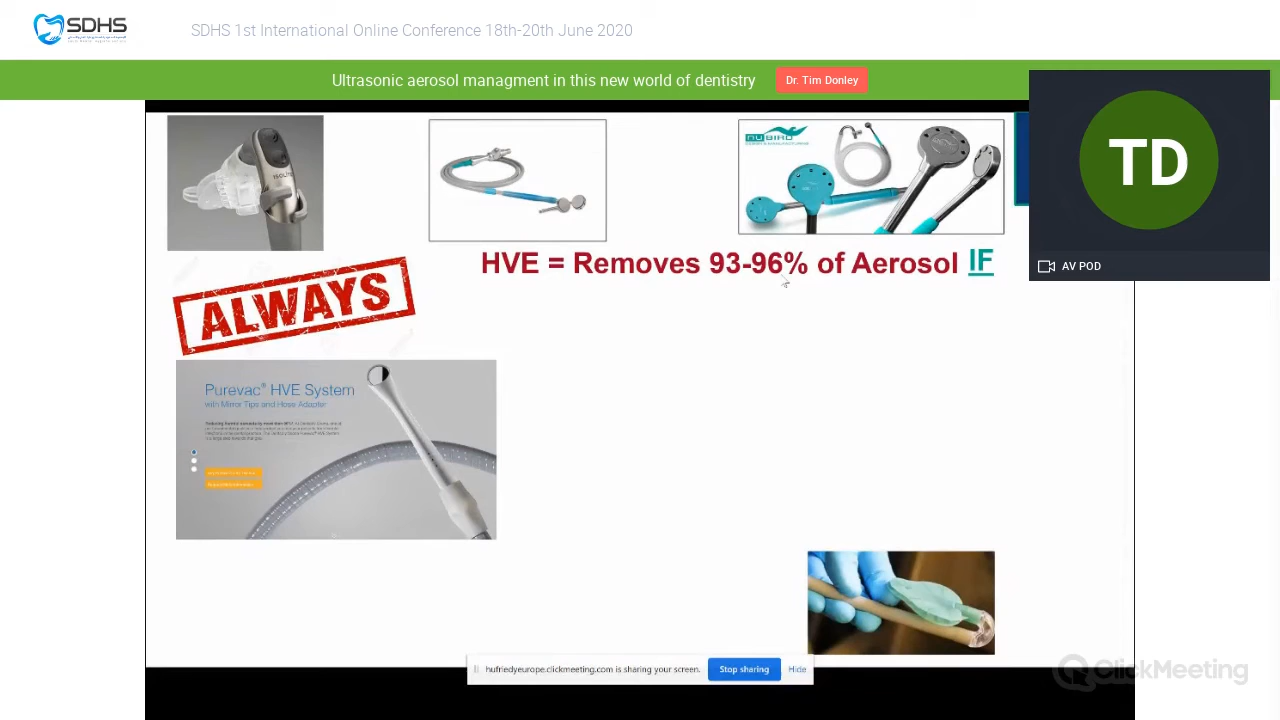 SDHS
SDHS 1st International Online Conference 18th-20th June 2020
Ultrasonic aerosol managment in this new world of dentistry
Dr. Tim Donley
TD
AV POD
NUBIRD
HVE = Removes 93-96% of Aerosol IF
ALWAYS
Purevac® HVE System
with Mirror Tips and Hose Adapter
hufriedyeurope.clickmeeting.com is sharing your screen.
Stop sharing
Hide
ClickMeeting